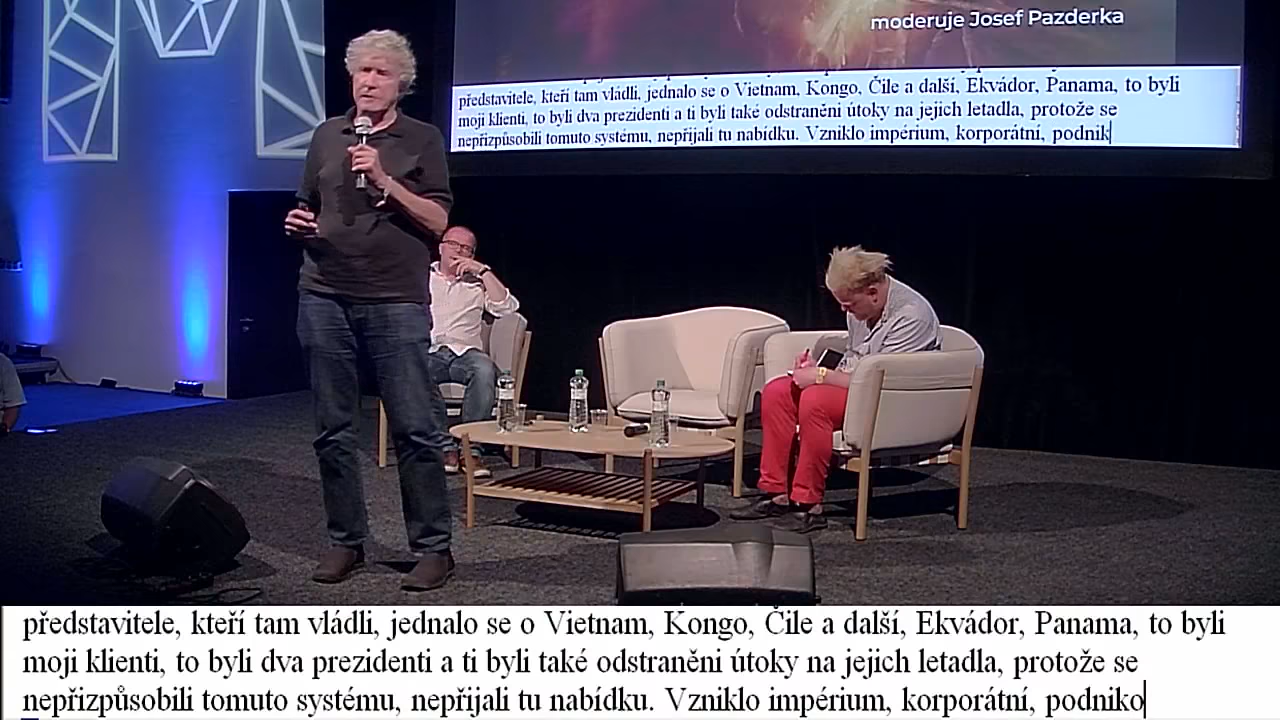 moderuje Josef Pazderka
představitele, kteří tam vládli, jednalo se o Vietnam, Kongo, Čile a další, Ekvádor, Panama, to byli
moji klienti, to byli dva prezidenti a ti byli také odstraněni útoky na jejich letadla, protože se
nepřizpůsobili tomuto systému, nepřijali tu nabídku. Vzniklo impérium, korporátní, podnik
představitele, kteří tam vládli, jednalo se o Vietnam, Kongo, Čile a další, Ekvádor, Panama, to byli
moji klienti, to byli dva prezidenti a ti byli také odstraněni útoky na jejich letadla, protože se
nepřizpůsobili tomuto systému, nepřijali tu nabídku. Vzniklo impérium, korporátní, podniko